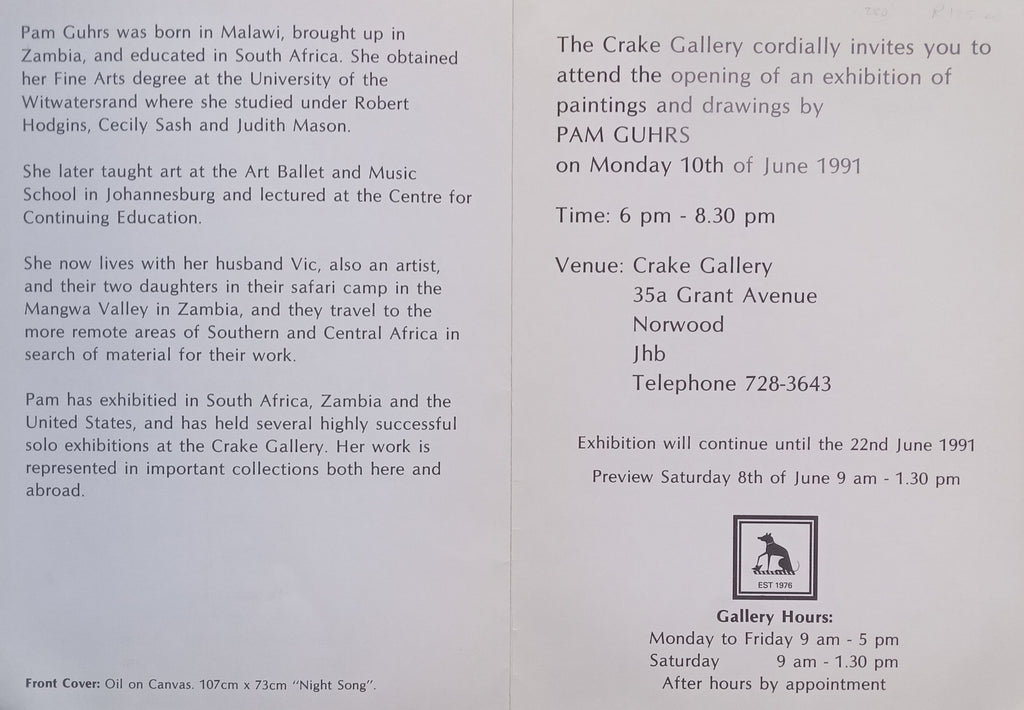 Pam Guhrs was born in Malawi, brought up in
Zambia, and educated in South Africa. She obtained
her Fine Arts degree at the University of the
Witwatersrand where she studied under Robert
Hodgins, Cecily Sash and Judith Mason.
She later taught art at the Art Ballet and Music
School in Johannesburg and lectured at the Centre for
Continuing Education.
She now lives with her husband Vic, also an artist,
and their two daughters in their safari camp in the
Mangwa Valley in Zambia, and they travel to the
more remote areas of Southern and Central Africa in
search of material for their work.
Pam has exhibitied in South Africa, Zambia and the
United States, and has held several highly successful
solo exhibitions at the Crake Gallery. Her work is
represented in important collections both here and
abroad.
Front Cover: Oil on Canvas. 107cm x 73cm "Night Song".
The Crake Gallery cordially invites you to
attend the opening of an exhibition of
paintings and drawings by
PAM GUHRS
on Monday 10th of June 1991
Time: 6 pm - 8.30 pm
Venue: Crake Gallery
35a Grant Avenue
Norwood
Jhb
Telephone 728-3643
Exhibition will continue until the 22nd June 1991
Preview Saturday 8th of June 9 am - 1.30 pm
EST 1976
Gallery Hours:
Monday to Friday 9 am - 5 pm
Saturday 9 am - 1.30 pm
After hours by appointment